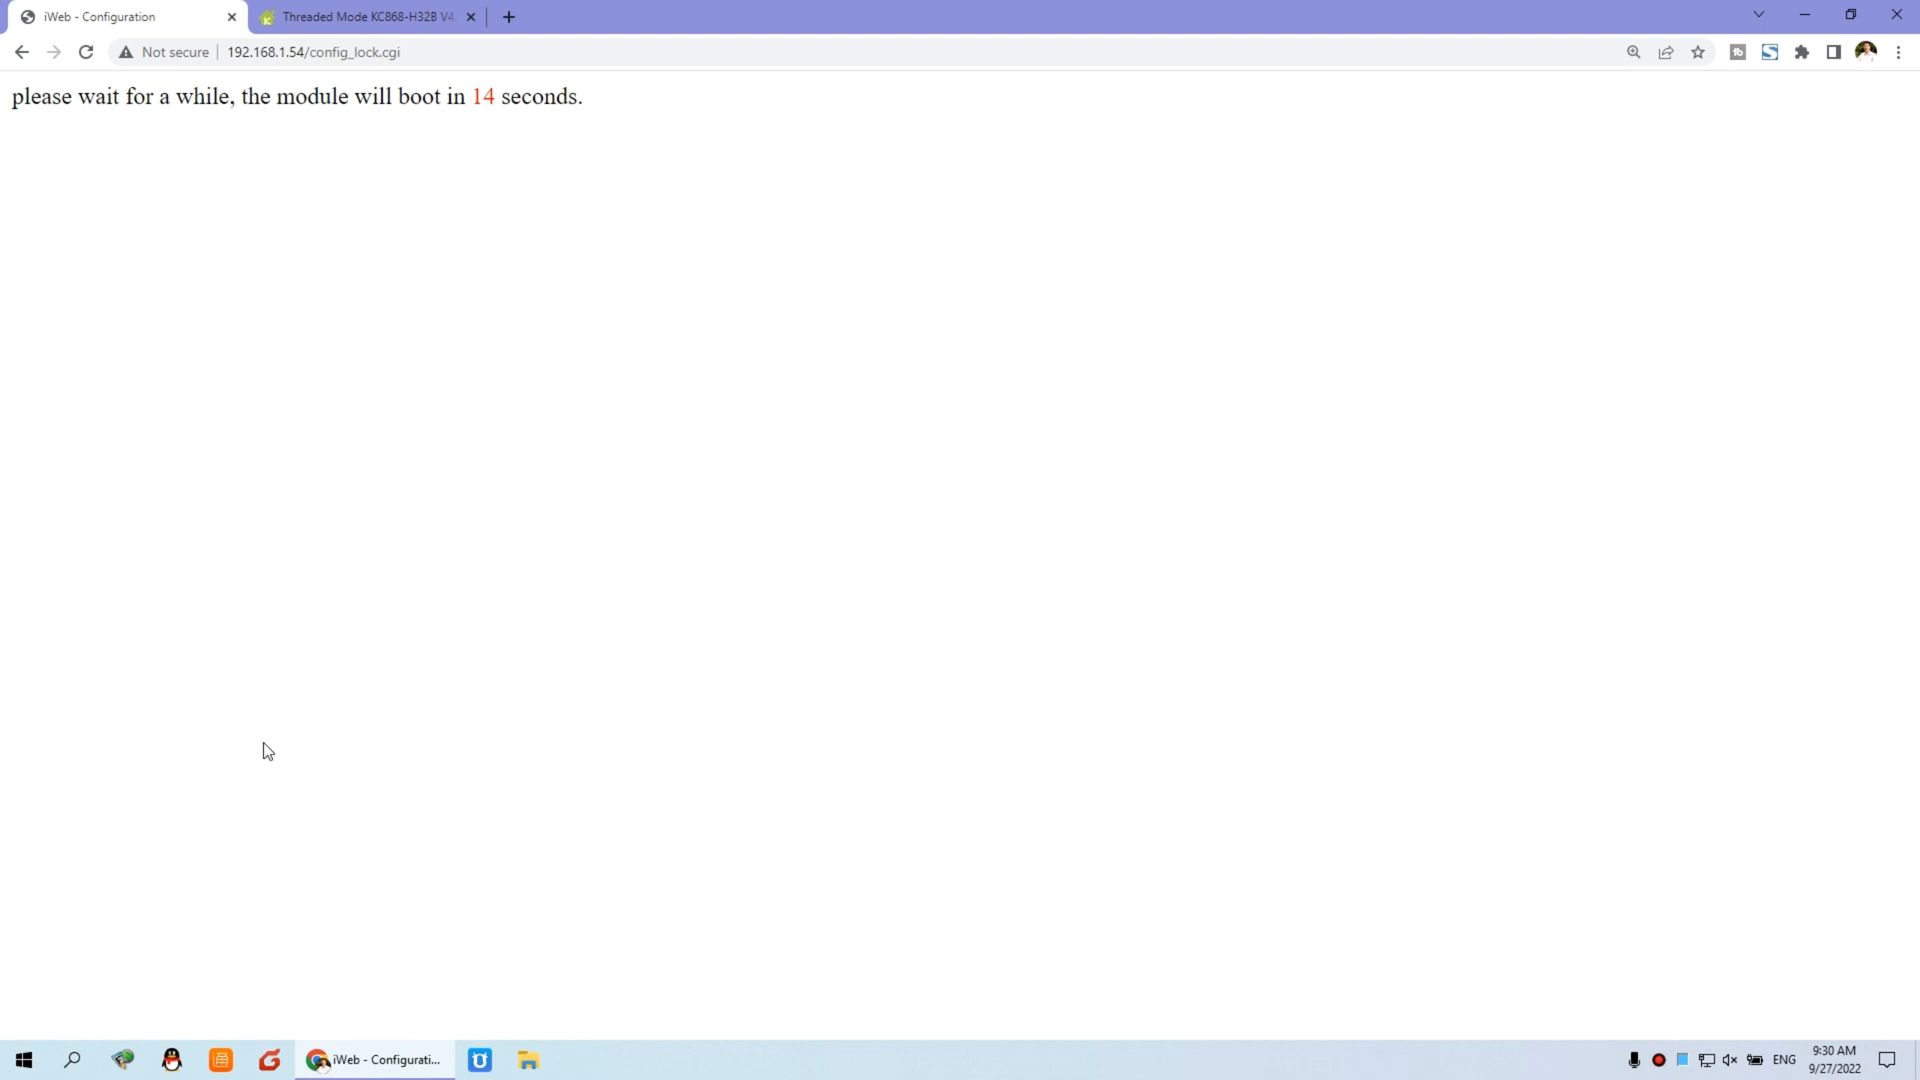 iWeb - Configuration
Threaded Mode KC868-H32B V4
Not secure
192.168.1.54/config_lock.cgi
please wait for a while, the module will boot in 14 seconds.
iWeb - Configurati...
ENG
9:30 AM
9/27/2022